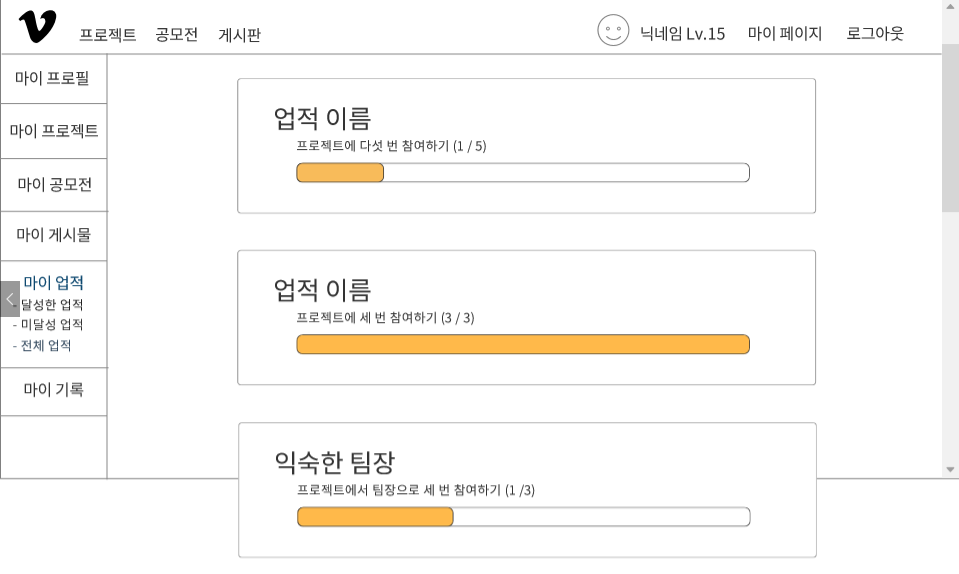 프로젝트 공모전 게시판 닉네임 Lv.15 마이 페이지 로그아웃
마이 프로필
마이 프로젝트
마이 공모전
마이 게시물
마이 업적
- 달성한 업적
- 미달성 업적
- 전체 업적
마이 기록
업적 이름
프로젝트에 다섯 번 참여하기 (1 / 5)
업적 이름
프로젝트에 세 번 참여하기 (3 / 3)
익숙한 팀장
프로젝트에서 팀장으로 세 번 참여하기 (1 /3)